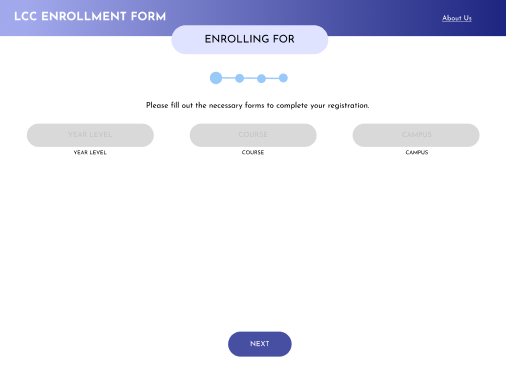 LCC ENROLLMENT FORM
About Us
ENROLLING FOR
Please fill out the necessary forms to complete your registration.
YEAR LEVEL
COURSE
CAMPUS
YEAR LEVEL
COURSE
CAMPUS
NEXT